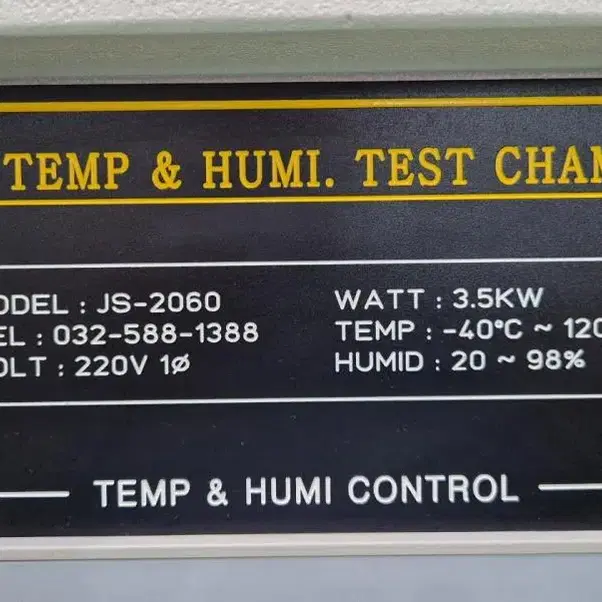 TEMP & HUMI. TEST CHAM
ODEL : JS-2060
EL : 032-588-1388
OLT : 220V 1Ø
WATT : 3.5KW
TEMP : -40°C ~ 120
HUMID : 20 ~ 98%
TEMP & HUMI CONTROL